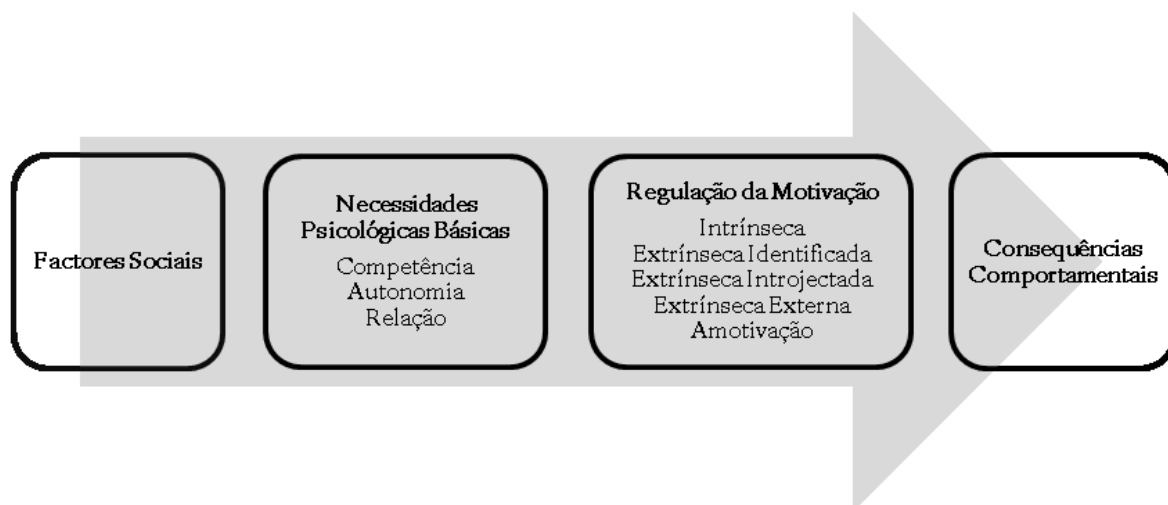 Factores Sociais
Necessidades
Psicológicas Básicas
Competência
Autonomia
Relação
Regulação da Motivação
Intrínseca
Extrínseca Identificada
Extrínseca Introjectada
Extrínseca Externa
Amotivação
Consequências
Comportamentais